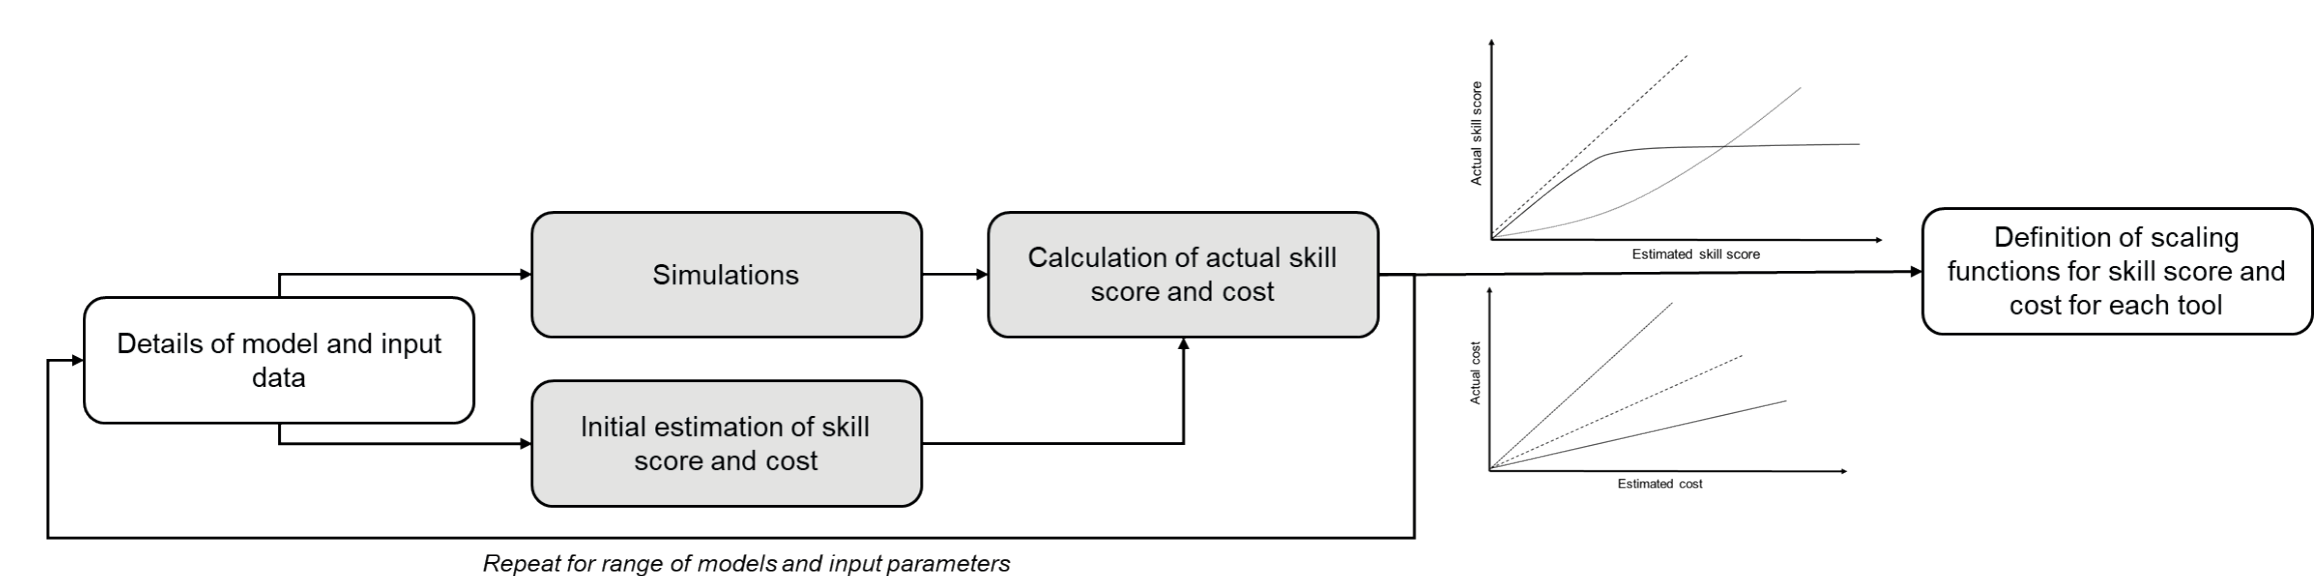 Details of model and input
data
Simulations
Initial estimation of skill
score and cost
Calculation of actual skill
score and cost
Actual skill score
Estimated skill score
Actual cost
Estimated cost
Definition of scaling
functions for skill score and
cost for each tool
Repeat for range of models and input parameters